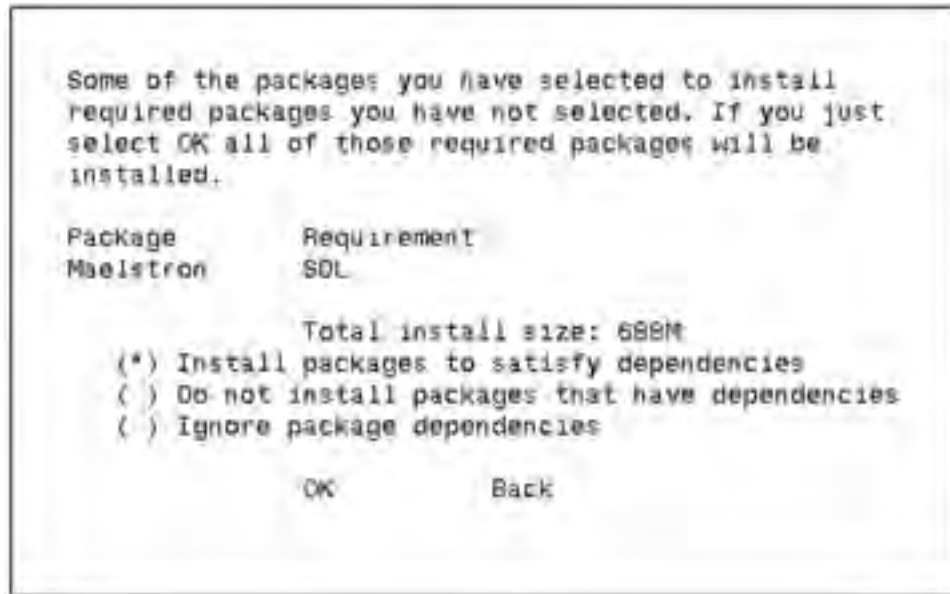 Some of the packages you have selected to install
required packages you have not selected. If you just
select OK all of those required packages will be
installed.
Package Requirement
Maelstron SDL
Total install size: 688M
(*) Install packages to satisfy dependencies
( ) Do not install packages that have dependencies
( ) Ignore package dependencies
OK Back